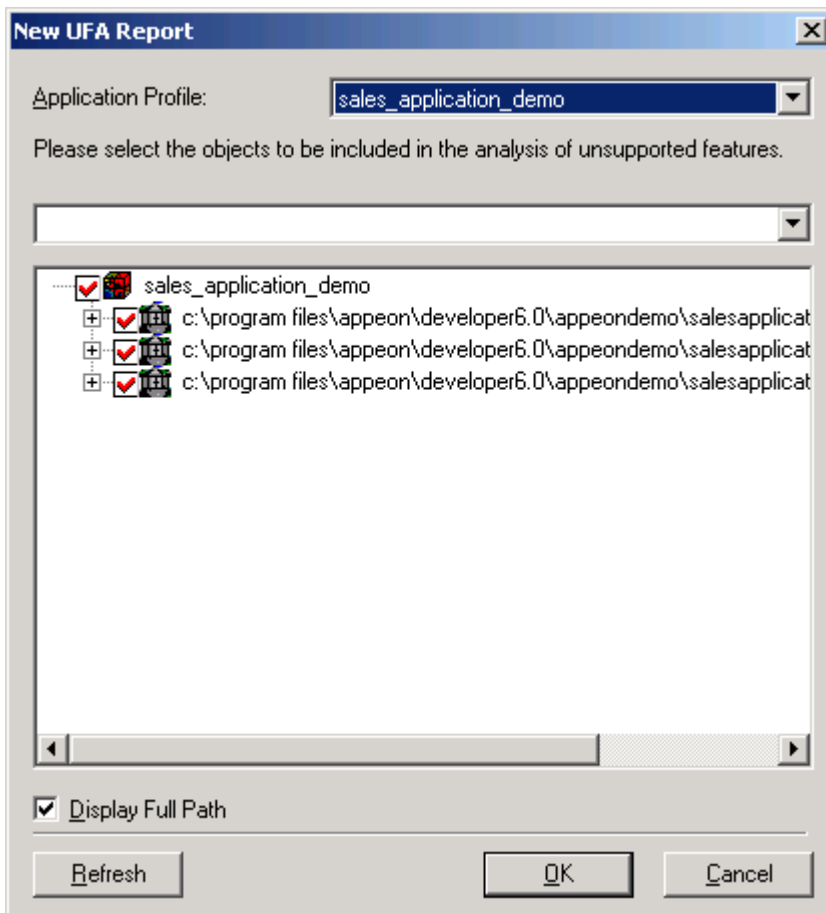 New UFA Report
Application Profile: sales_application_demo
Please select the objects to be included in the analysis of unsupported features.
sales_application_demo
c:\program files\appeon\developer6.0\appeondemo\salesapplicat
c:\program files\appeon\developer6.0\appeondemo\salesapplicat
c:\program files\appeon\developer6.0\appeondemo\salesapplicat
Display Full Path
Refresh OK Cancel